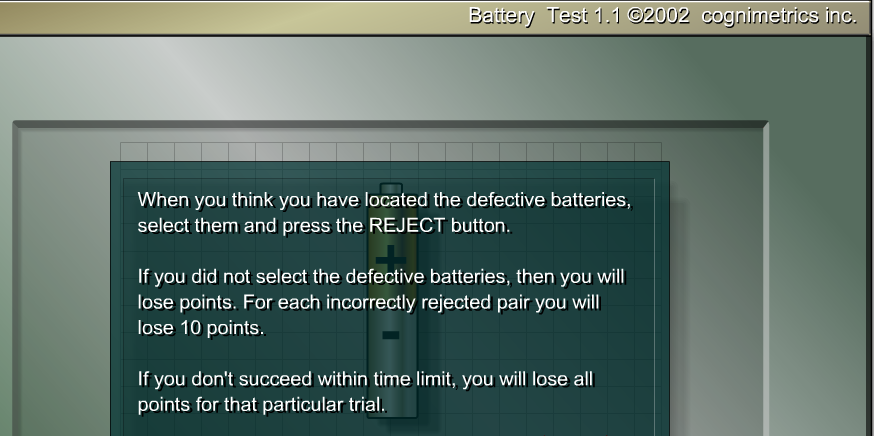 Battery Test 1.1 ©2002 cognimetrics inc.
When you think you have located the defective batteries,
select them and press the REJECT button.
If you did not select the defective batteries, then you will
lose points. For each incorrectly rejected pair you will
lose 10 points.
If you don't succeed within time limit, you will lose all
points for that particular trial.